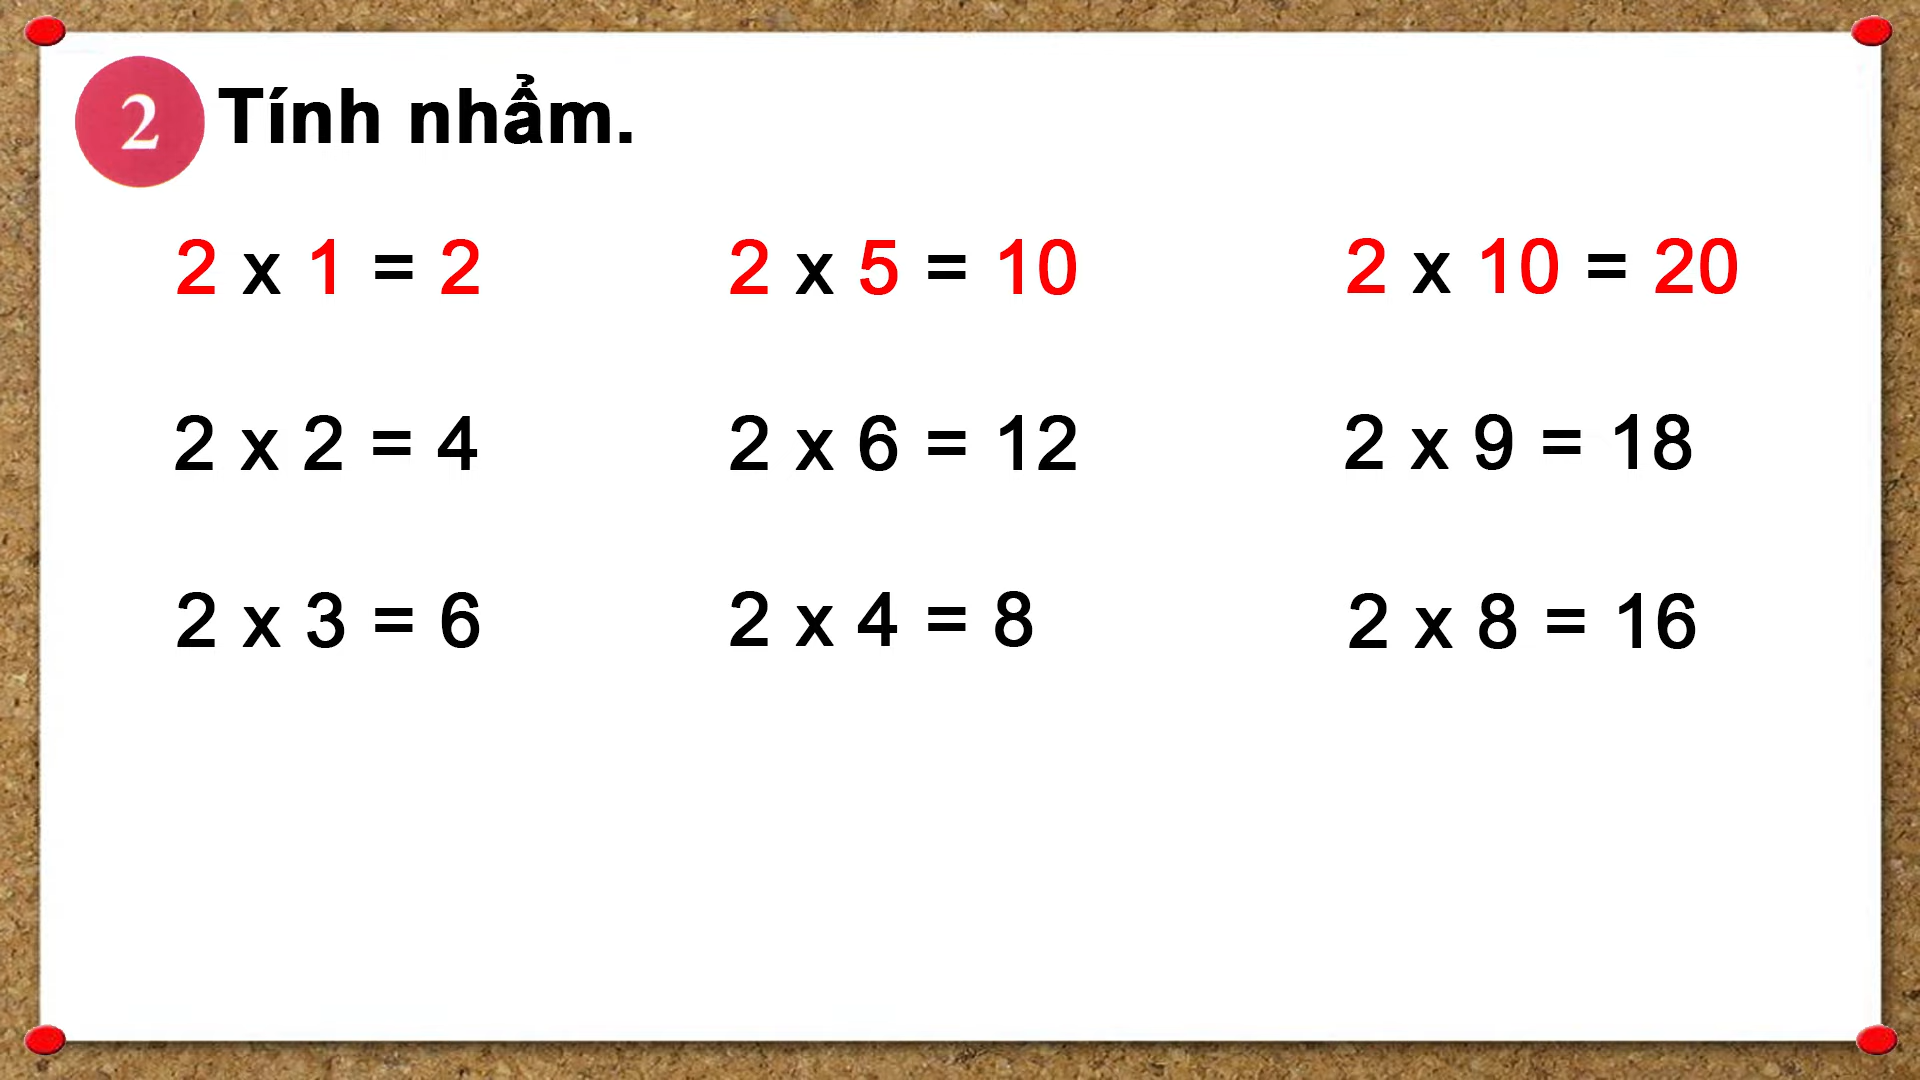 2 Tính nhẩm.
2 x 1 = 2 2 x 5 = 10 2 x 10 = 20
2 x 2 = 4 2 x 6 = 12 2 x 9 = 18
2 x 3 = 6 2 x 4 = 8 2 x 8 = 16